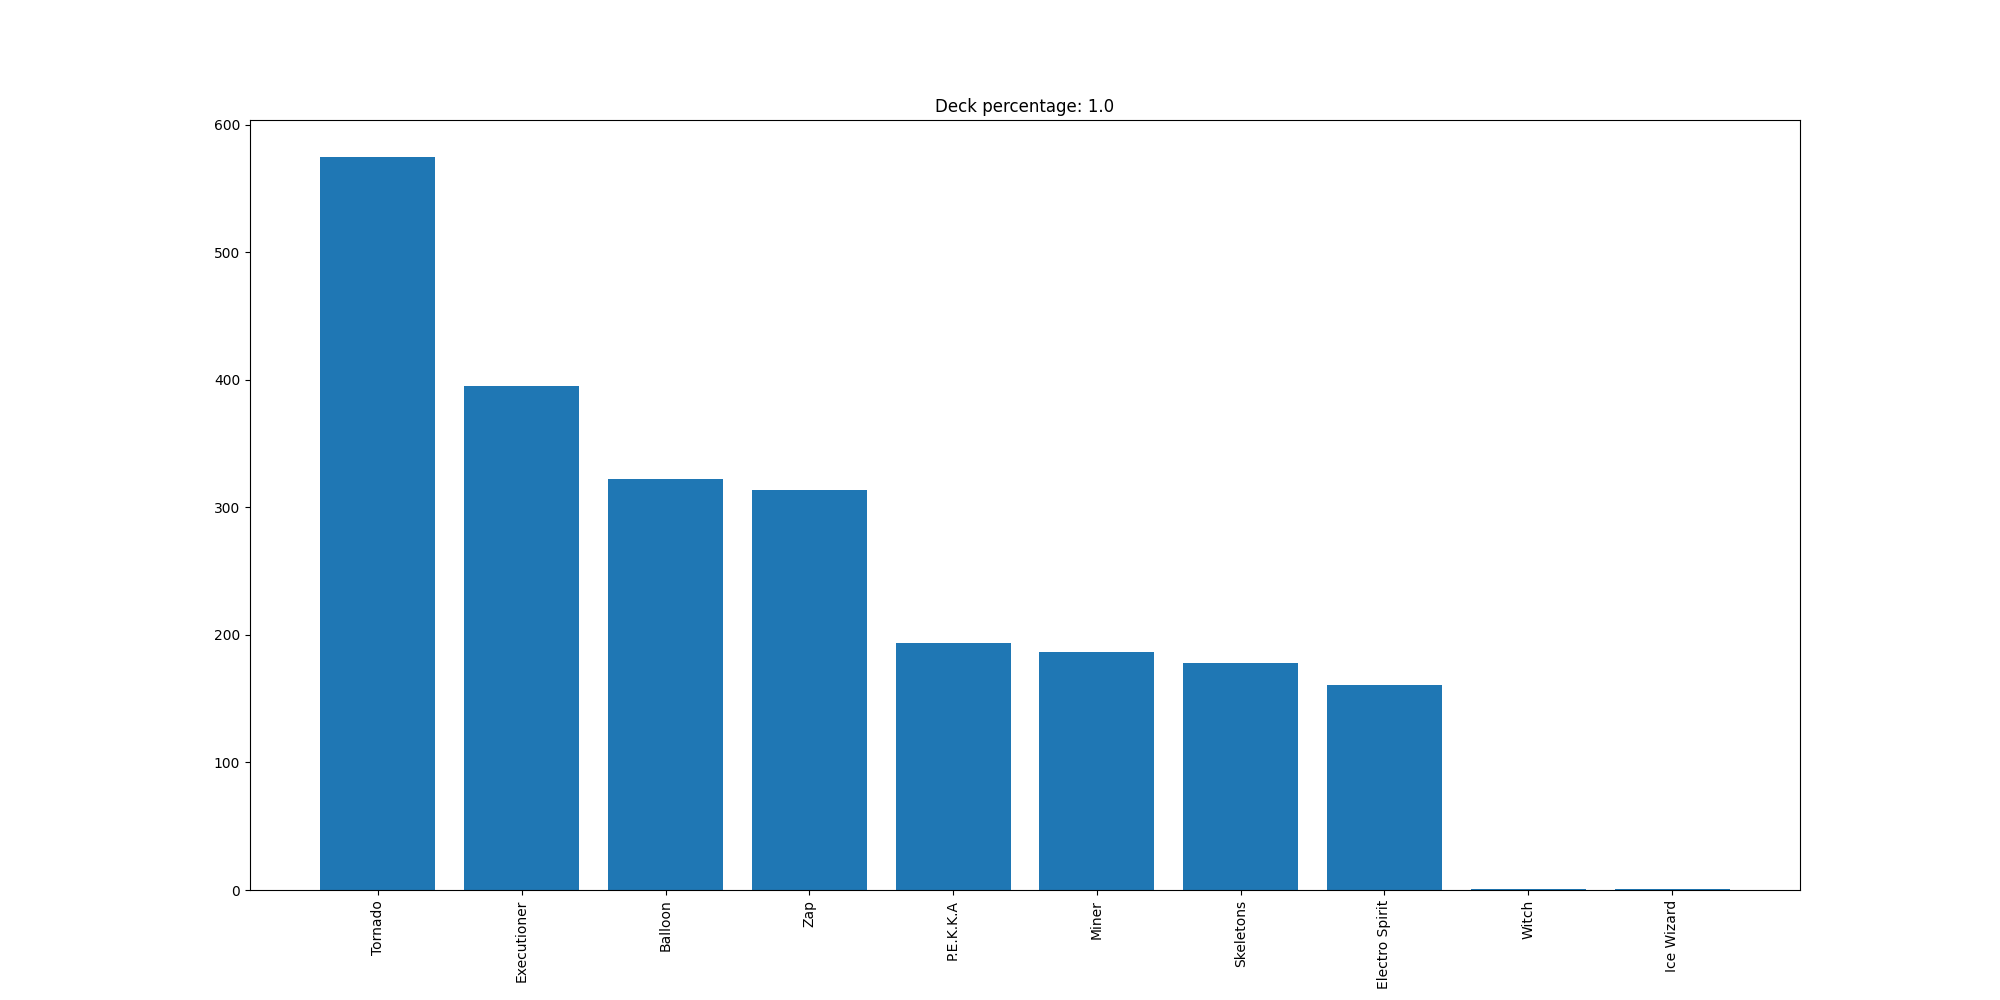 Deck percentage: 1.0
600
500
400
300
200
100
0
Tornado
Executioner
Balloon
Zap
P.E.K.K.A
Miner
Skeletons
Electro Spirit
Witch
Ice Wizard